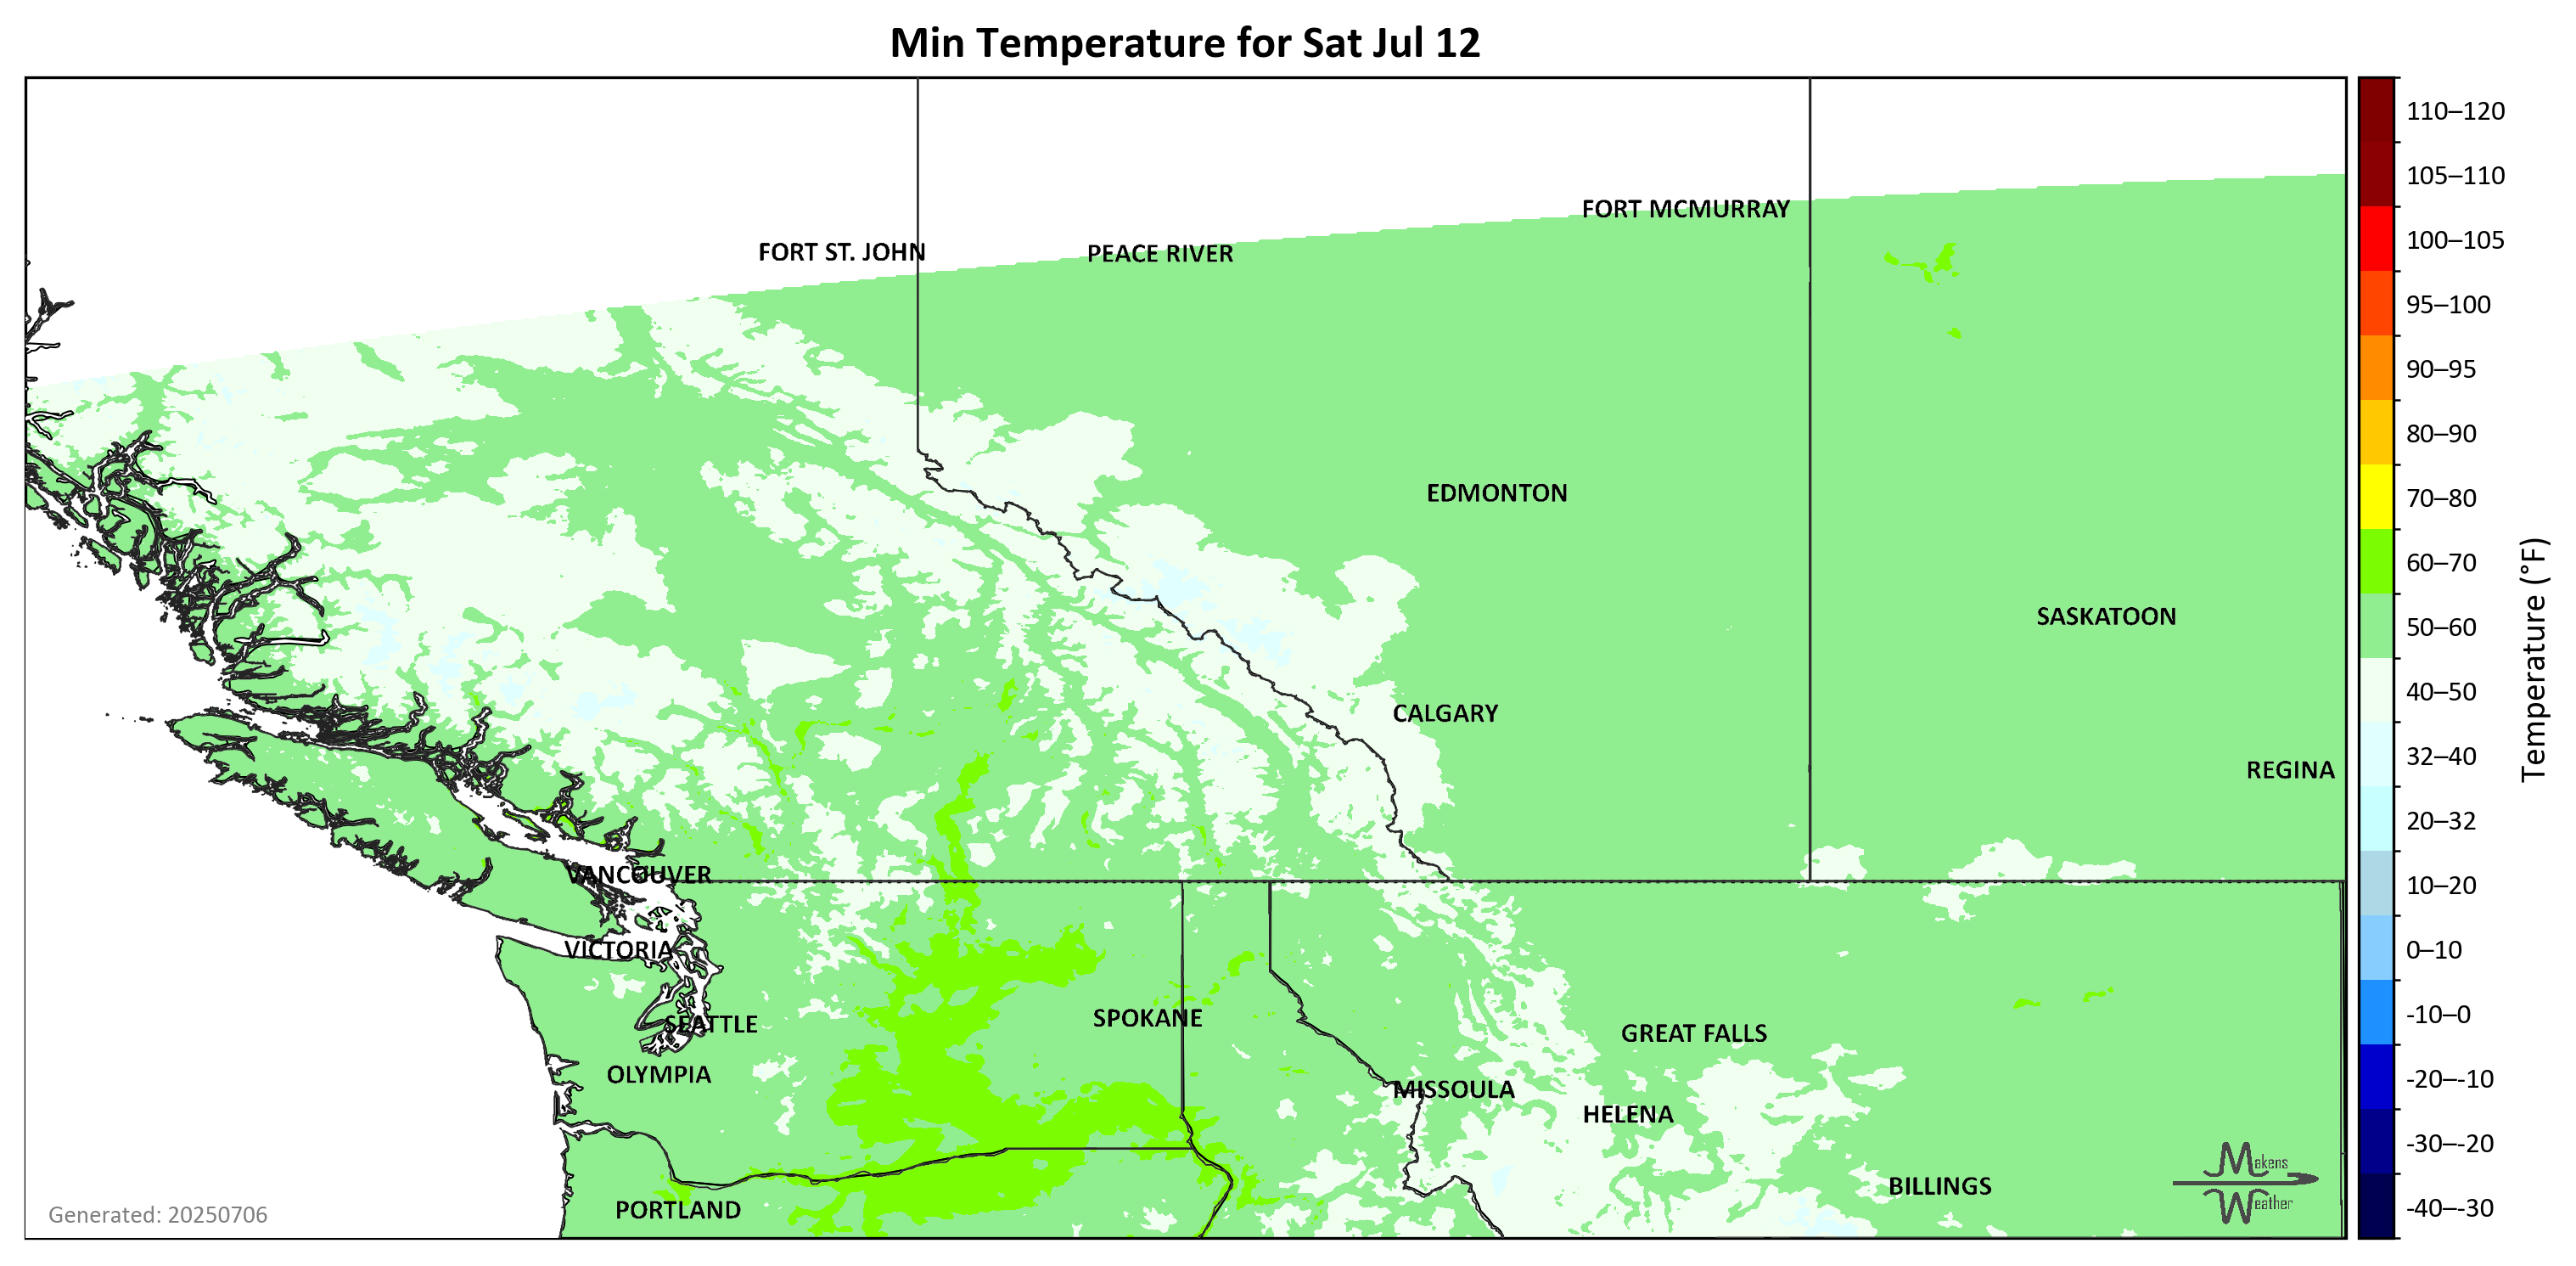 Min Temperature for Sat Jul 12
110–120
105–110
FORT MCMURRAY
100–105
FORT ST. JOHN
PEACE RIVER
95–100
90–95
80–90
EDMONTON
70–80
60–70
SASKATOON
50–60
Temperature (°F)
40–50
CALGARY
32–40
REGINA
20–32
VANCOUVER
10–20
VICTORIA
0–10
SPOKANE
-10–0
SEATTLE
GREAT FALLS
OLYMPIA
-20–-10
MISSOULA
HELENA
-30–-20
Makens
Weather
BILLINGS
-40–-30
PORTLAND
Generated: 20250706